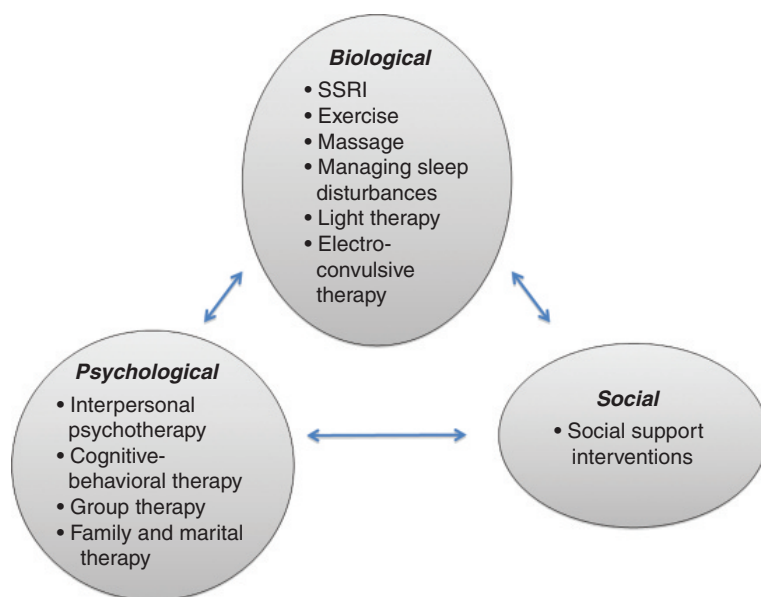 Biological
• SSRI
• Exercise
• Massage
• Managing sleep
disturbances
• Light therapy
• Electro-
convulsive
therapy
Psychological
• Interpersonal
psychotherapy
• Cognitive-
behavioral therapy
• Group therapy
• Family and marital
therapy
Social
• Social support
interventions